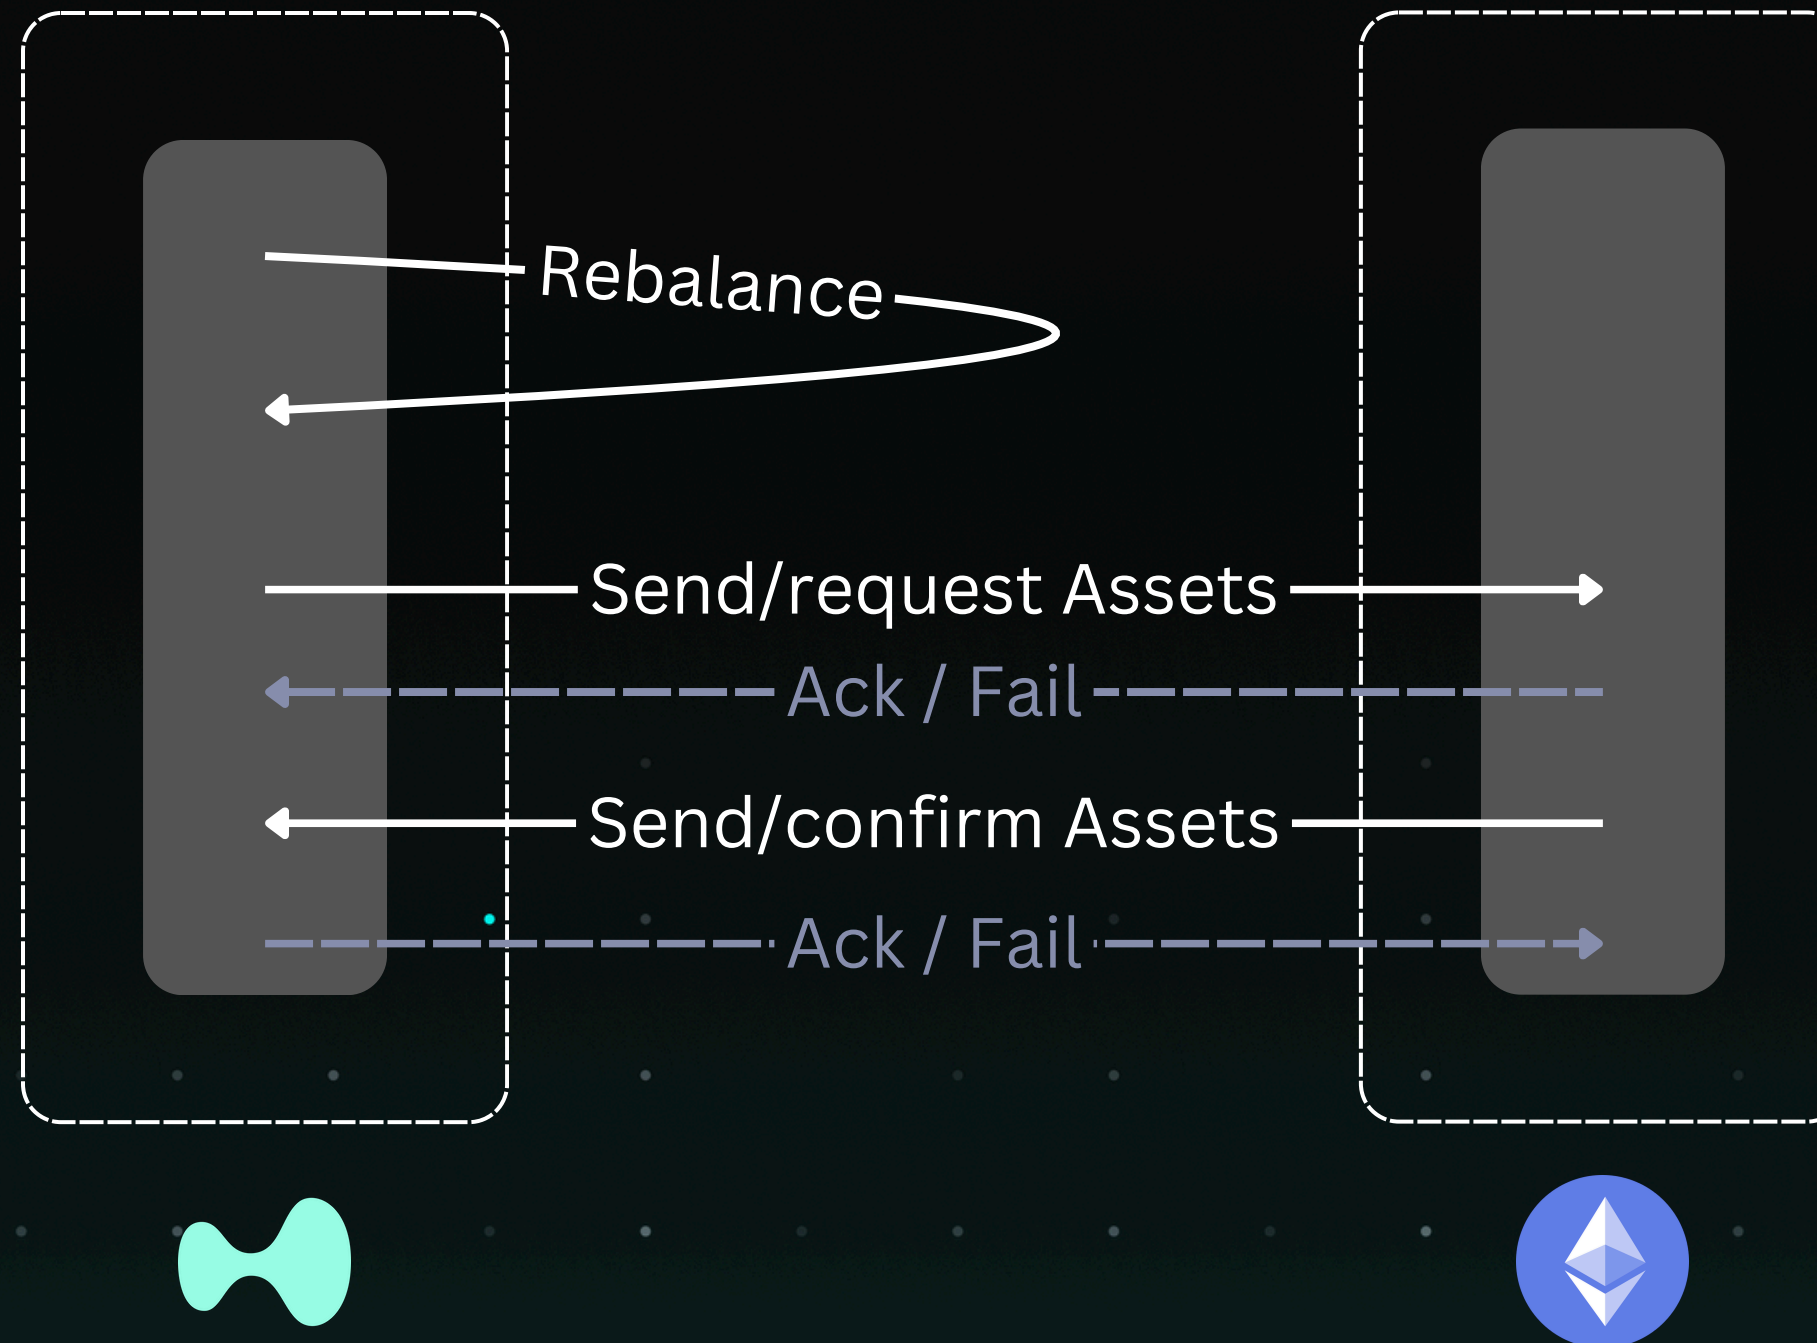 Rebalance
Send/request Assets
Ack / Fail
Send/confirm Assets
Ack / Fail